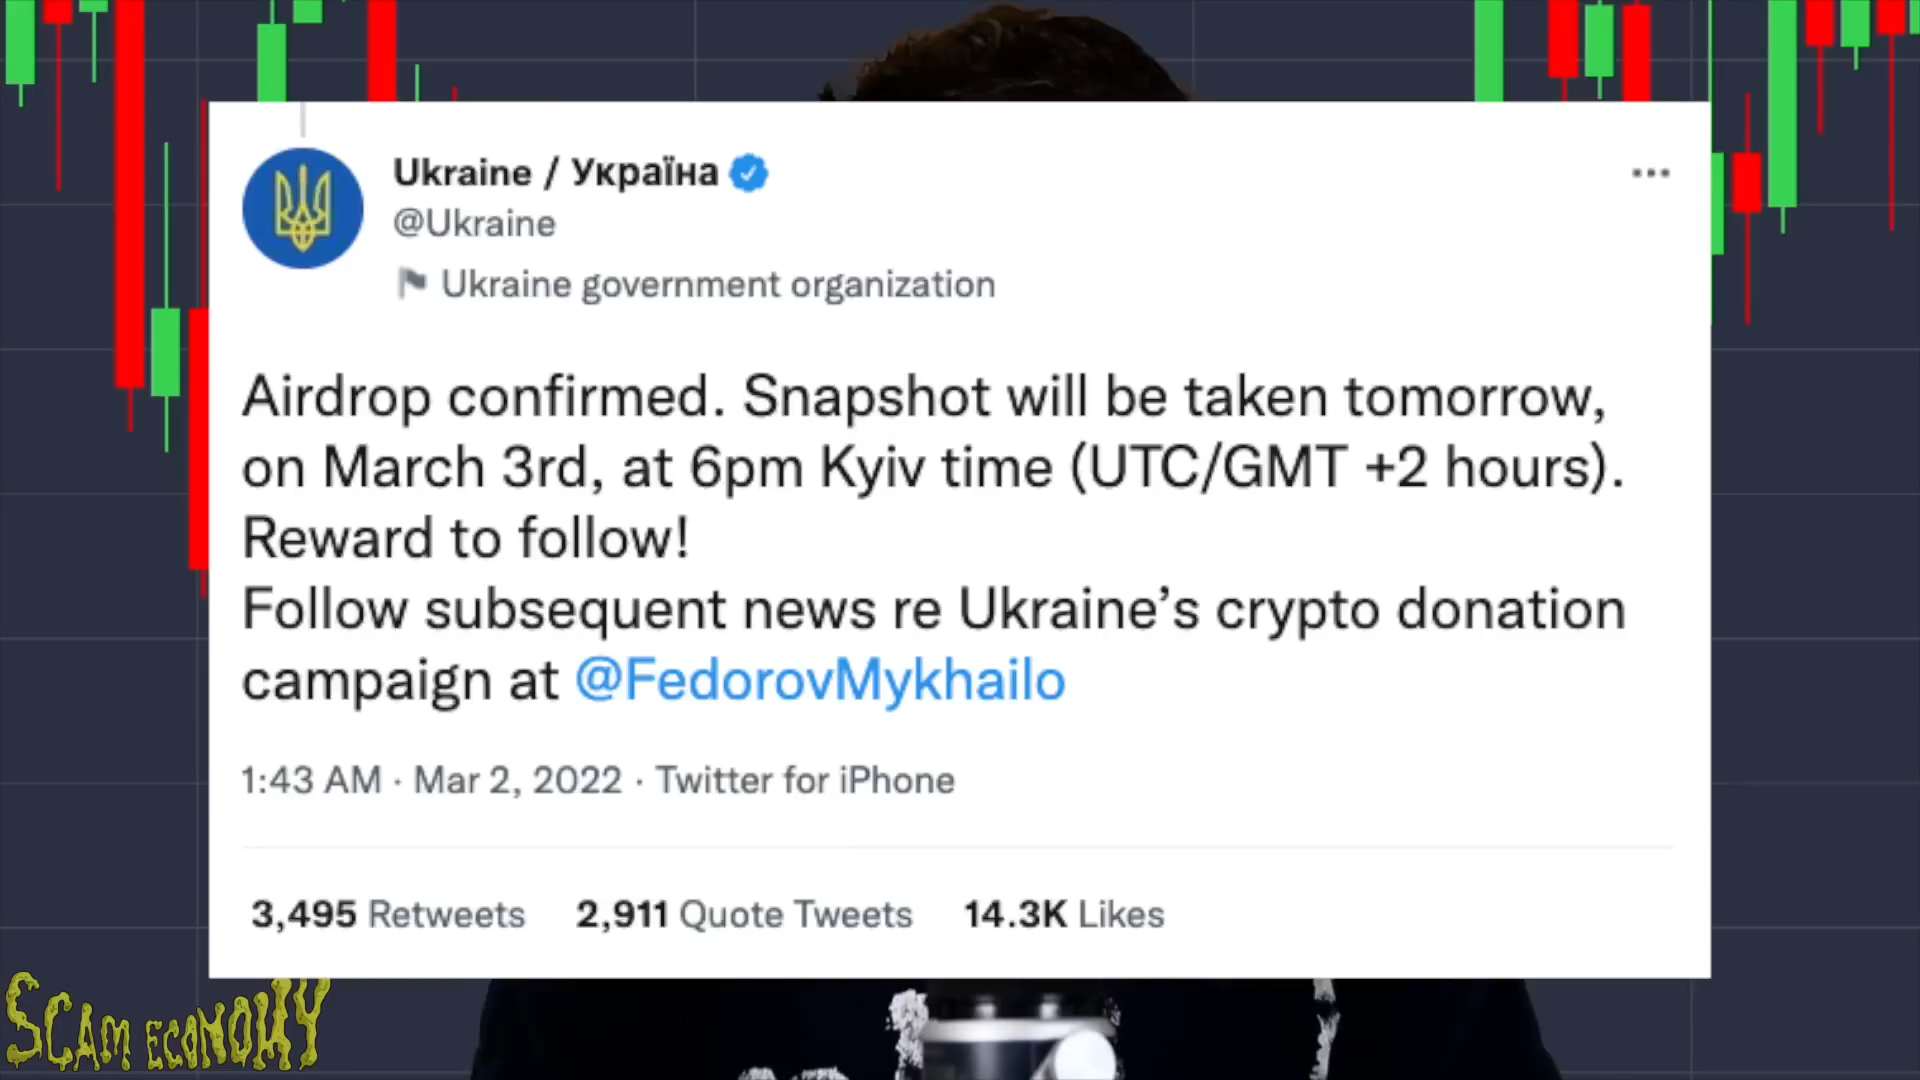 Ukraine / Україна
@Ukraine
Ukraine government organization
Airdrop confirmed. Snapshot will be taken tomorrow,
on March 3rd, at 6pm Kyiv time (UTC/GMT +2 hours).
Reward to follow!
Follow subsequent news re Ukraine’s crypto donation
campaign at @FedorovMykhailo
1:43 AM · Mar 2, 2022 · Twitter for iPhone
3,495 Retweets 2,911 Quote Tweets 14.3K Likes
SCAM ECONOMY